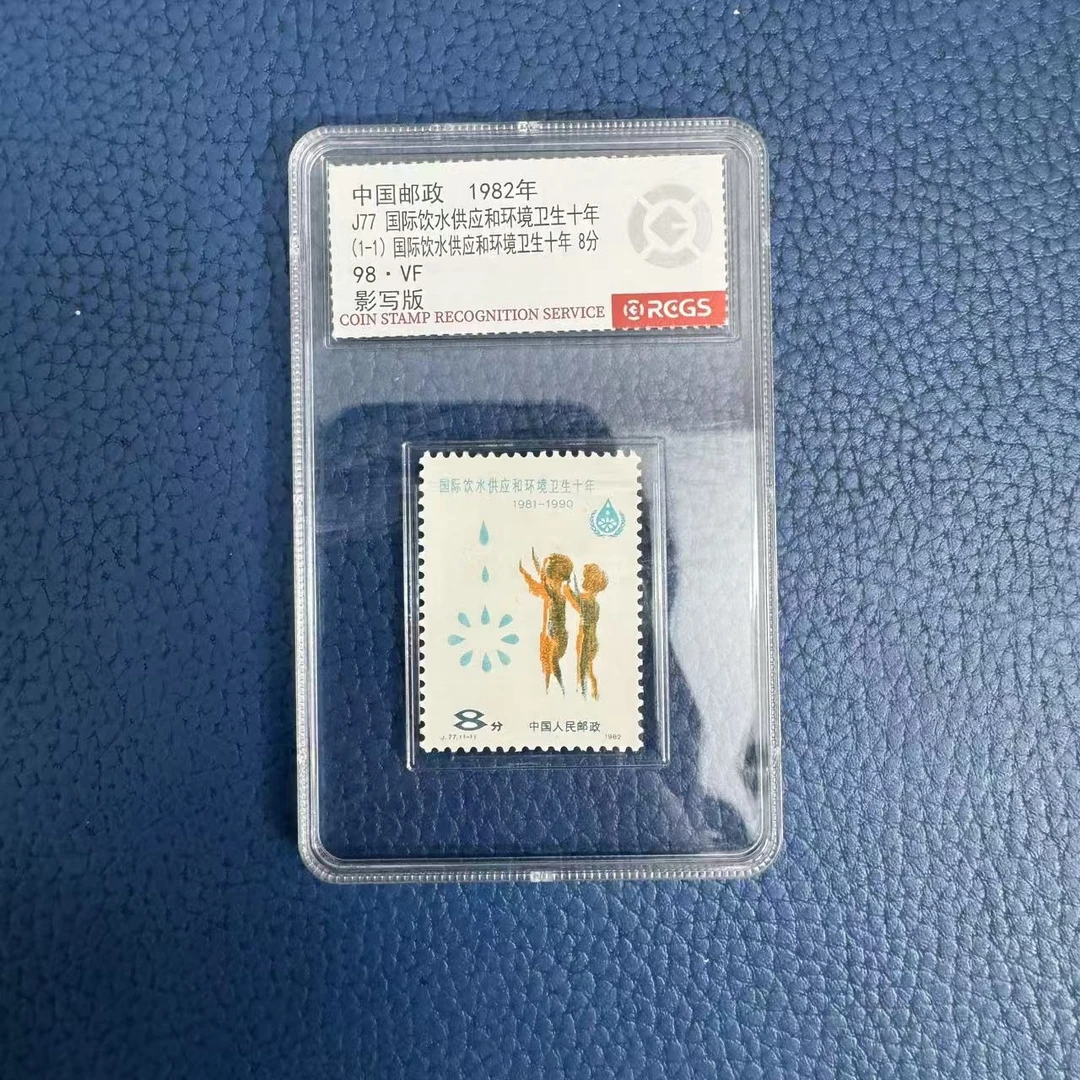 中国邮政 1982年
J77 国际饮水供应和环境卫生十年
(1-1) 国际饮水供应和环境卫生十年 8分
98·VF
影写版
COIN STAMP RECOGNITION SERVICE
RCGS
国际饮水供应和环境卫生十年
1981-1990
8分
中国人民邮政
J.77.(1-1)
1982